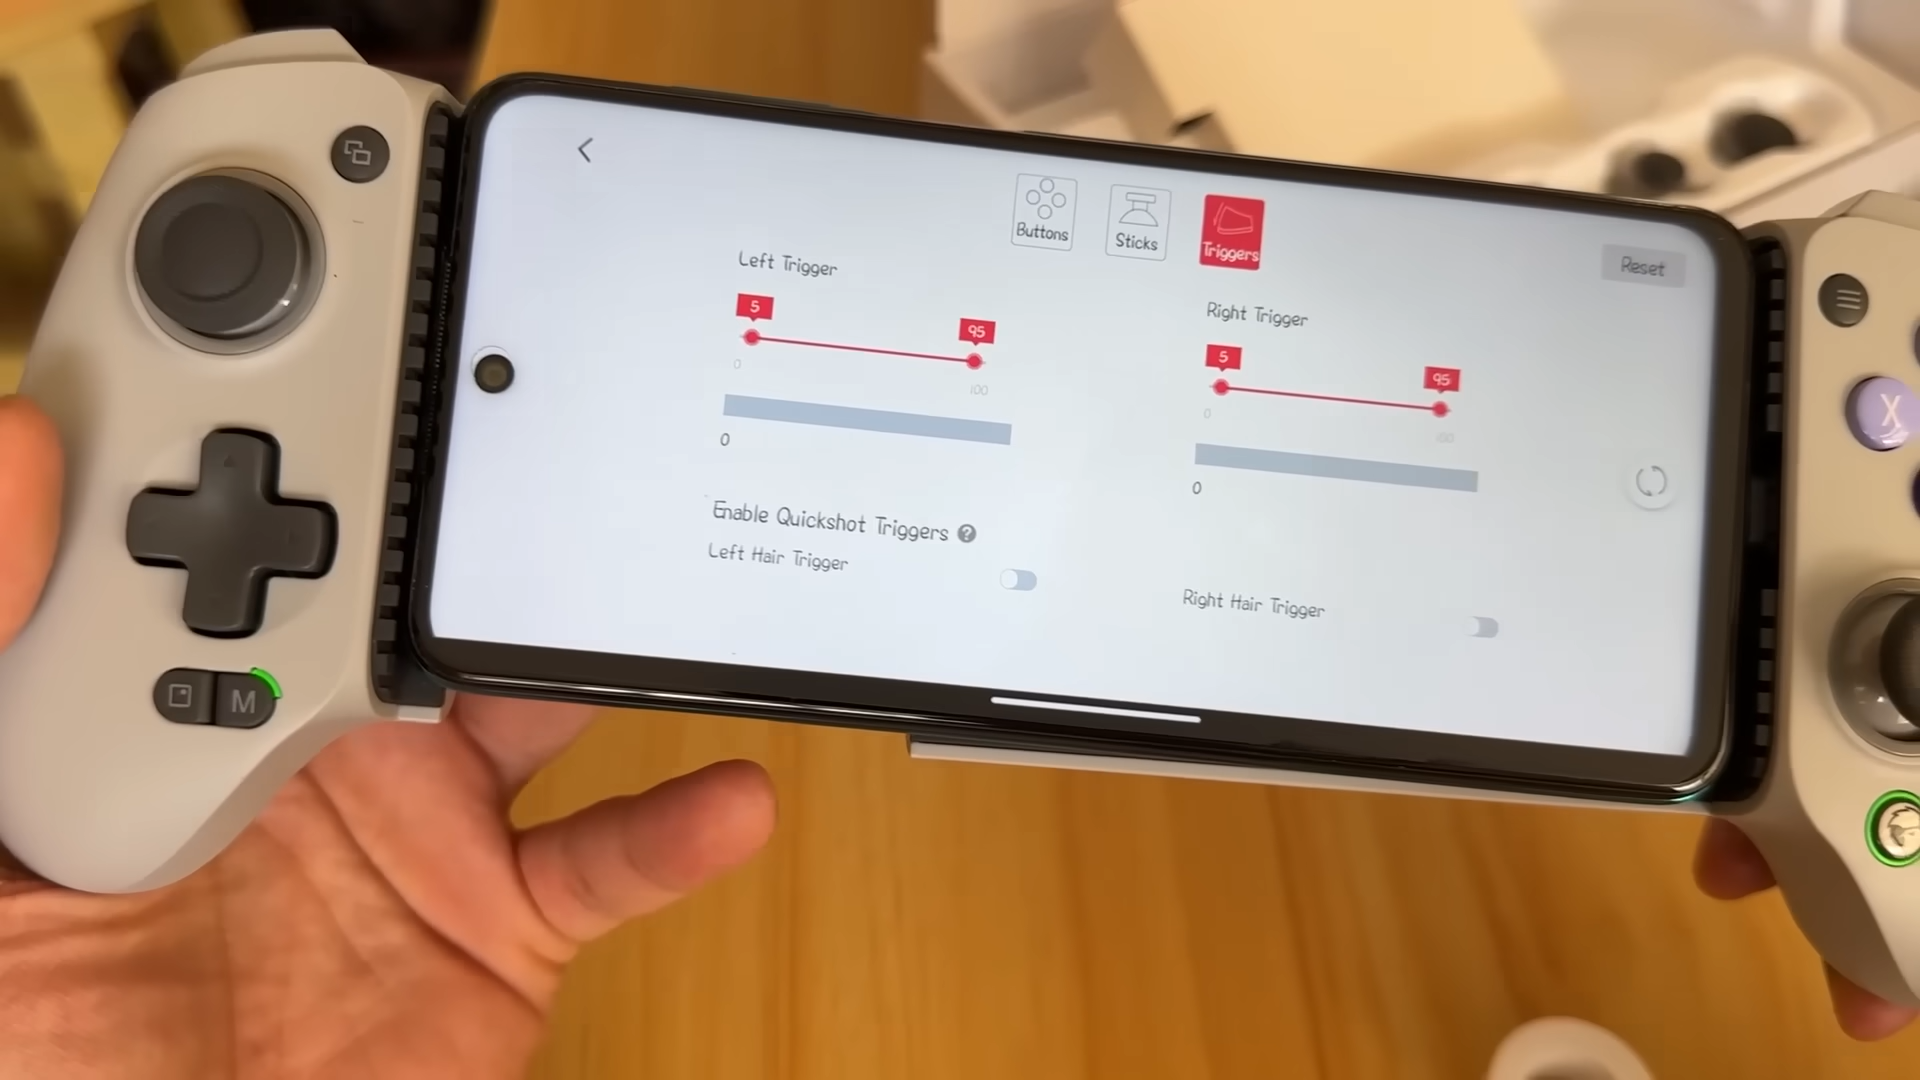 Buttons
Sticks
Triggers
Reset
Left Trigger
5
95
0
100
0
Right Trigger
5
95
0
100
0
Enable Quickshot Triggers ?
Left Hair Trigger
Right Hair Trigger
M
X